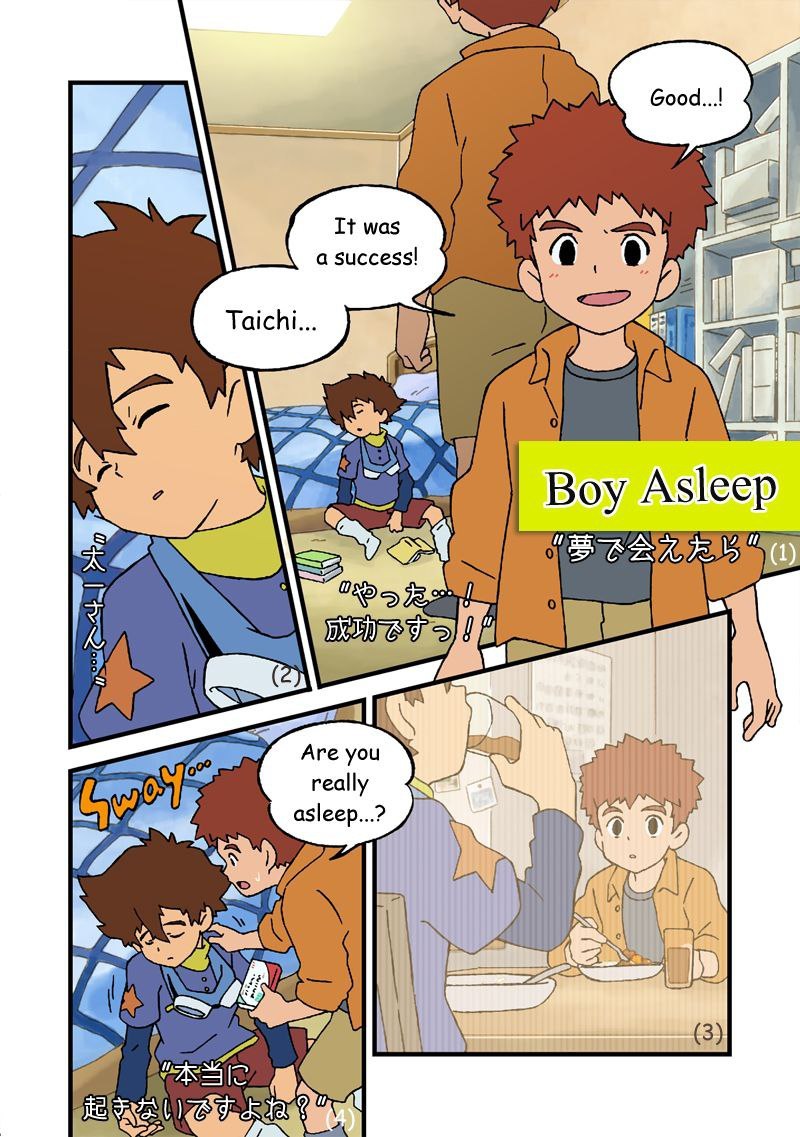 Good...!
It was
a success!
Taichi...
Boy Asleep
〝夢で会えたら〟
(1)
〝やった…！
成功ですっ！〟
〝太一さん…〟
(2)
(3)
Sway...
Are you
really
asleep...?
〝本当に
起きないですよね？〟
(4)